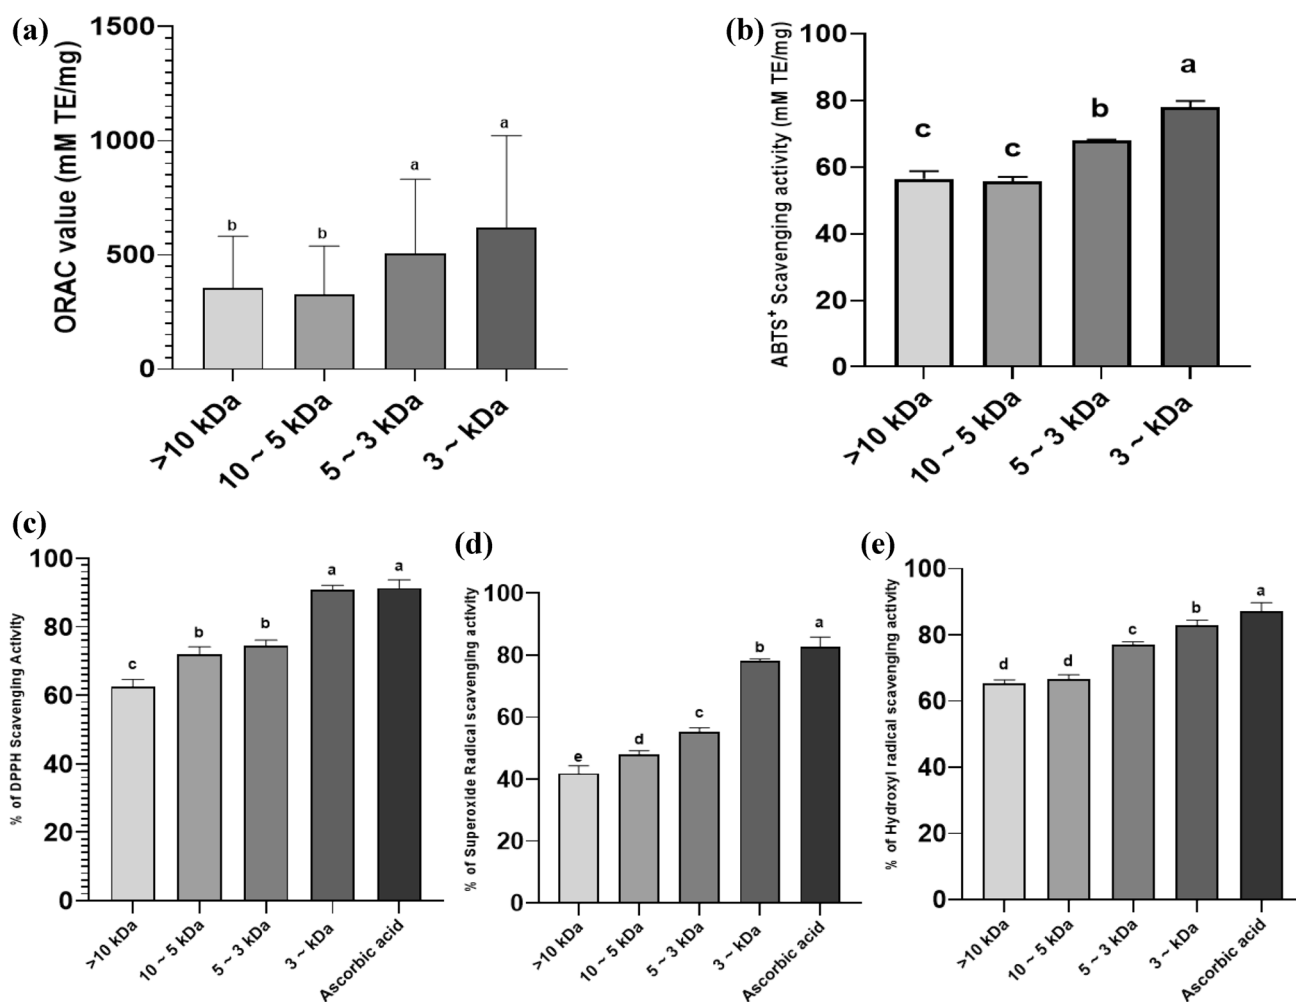 (a)
ORAC value (mM TE/mg)
1500
1000
500
0
b
b
a
a
>10 kDa
10 ~ 5 kDa
5 ~ 3 kDa
3 ~ kDa
(b)
ABTS⁺ Scavenging activity (mM TE/mg)
100
80
60
40
20
0
c
c
b
a
>10 kDa
10 ~ 5 kDa
5 ~ 3 kDa
3 ~ kDa
(c)
% of DPPH Scavenging Activity
100
80
60
40
20
0
c
b
b
a
a
>10 kDa
10 ~ 5 kDa
5 ~ 3 kDa
3 ~ kDa
Ascorbic acid
(d)
% of Superoxide Radical scavenging activity
100
80
60
40
20
0
e
d
c
b
a
>10 kDa
10 ~ 5 kDa
5 ~ 3 kDa
3 ~ kDa
Ascorbic acid
(e)
% of Hydroxyl radical scavenging activity
100
80
60
40
20
0
d
d
c
b
a
>10 kDa
10 ~ 5 kDa
5 ~ 3 kDa
3 ~ kDa
Ascorbic acid